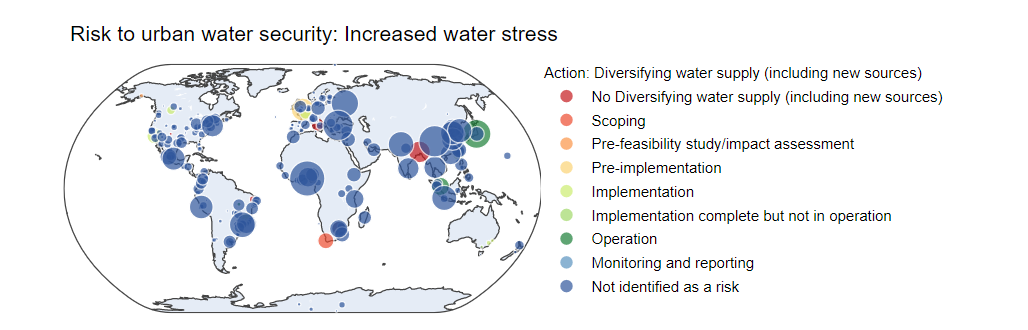 Risk to urban water security: Increased water stress
Action: Diversifying water supply (including new sources)
No Diversifying water supply (including new sources)
Scoping
Pre-feasibility study/impact assessment
Pre-implementation
Implementation
Implementation complete but not in operation
Operation
Monitoring and reporting
Not identified as a risk